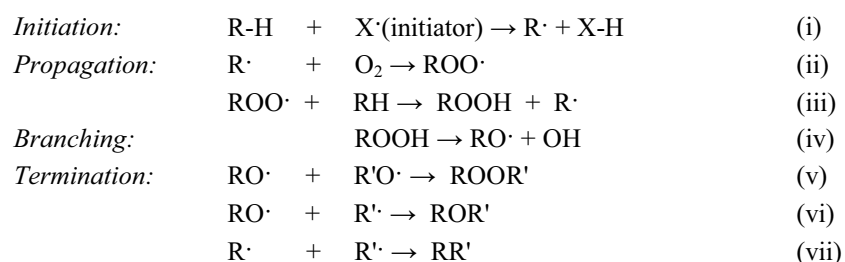 Initiation: R-H + X·(initiator) → R· + X-H (i)
Propagation: R· + O₂ → ROO· (ii)
ROO· + RH → ROOH + R· (iii)
Branching: ROOH → RO· + OH (iv)
Termination: RO· + R'O· → ROOR' (v)
RO· + R'· → ROR' (vi)
R· + R'· → RR' (vii)